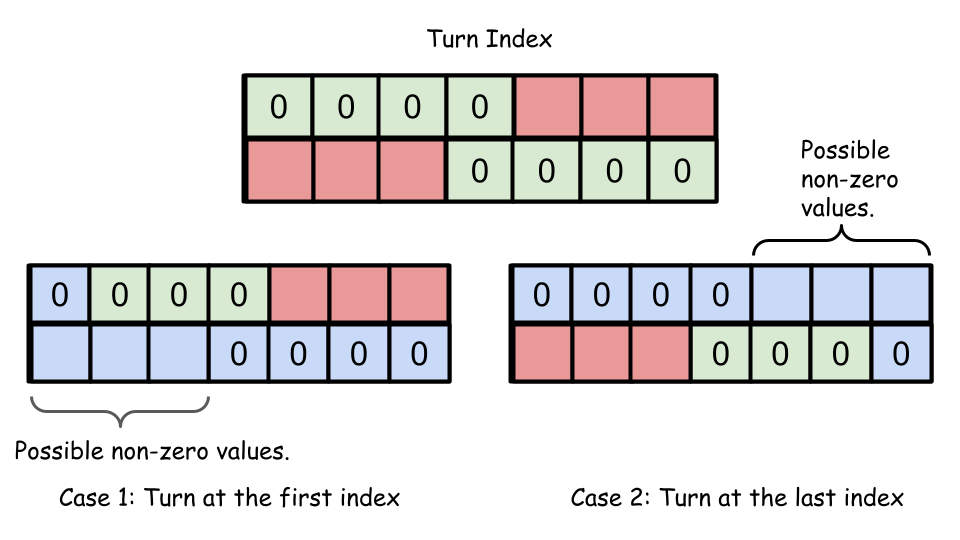 Turn Index
0 0 0 0
0 0 0 0
Possible
non-zero
values.
0 0 0 0
0 0 0 0
Possible non-zero values.
Case 1: Turn at the first index
0 0 0 0
0 0 0 0
Case 2: Turn at the last index